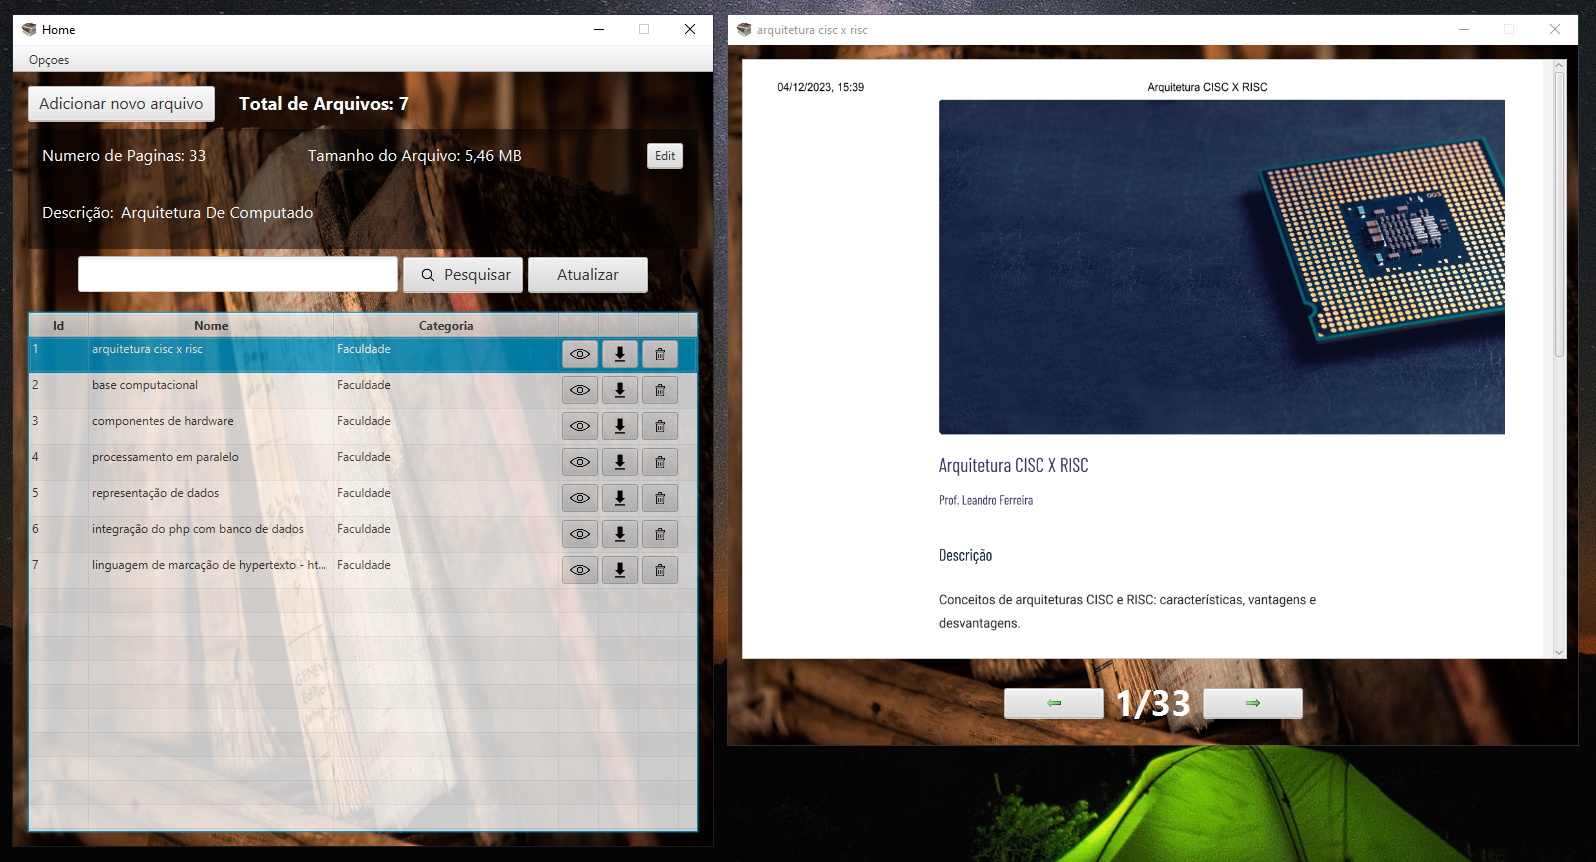 Home
Opçoes
Adicionar novo arquivo
Total de Arquivos: 7
Numero de Paginas: 33
Tamanho do Arquivo: 5,46 MB
Edit
Descrição: Arquitetura De Computado
Pesquisar
Atualizar
Id Nome Categoria
1 arquitetura cisc x risc Faculdade
2 base computacional Faculdade
3 componentes de hardware Faculdade
4 processamento em paralelo Faculdade
5 representação de dados Faculdade
6 integração do php com banco de dados Faculdade
7 linguagem de marcação de hypertexto - ht... Faculdade
arquitetura cisc x risc
04/12/2023, 15:39
Arquitetura CISC X RISC
Arquitetura CISC X RISC
Prof. Leandro Ferreira
Descrição
Conceitos de arquiteturas CISC e RISC: características, vantagens e
desvantagens.
1/33